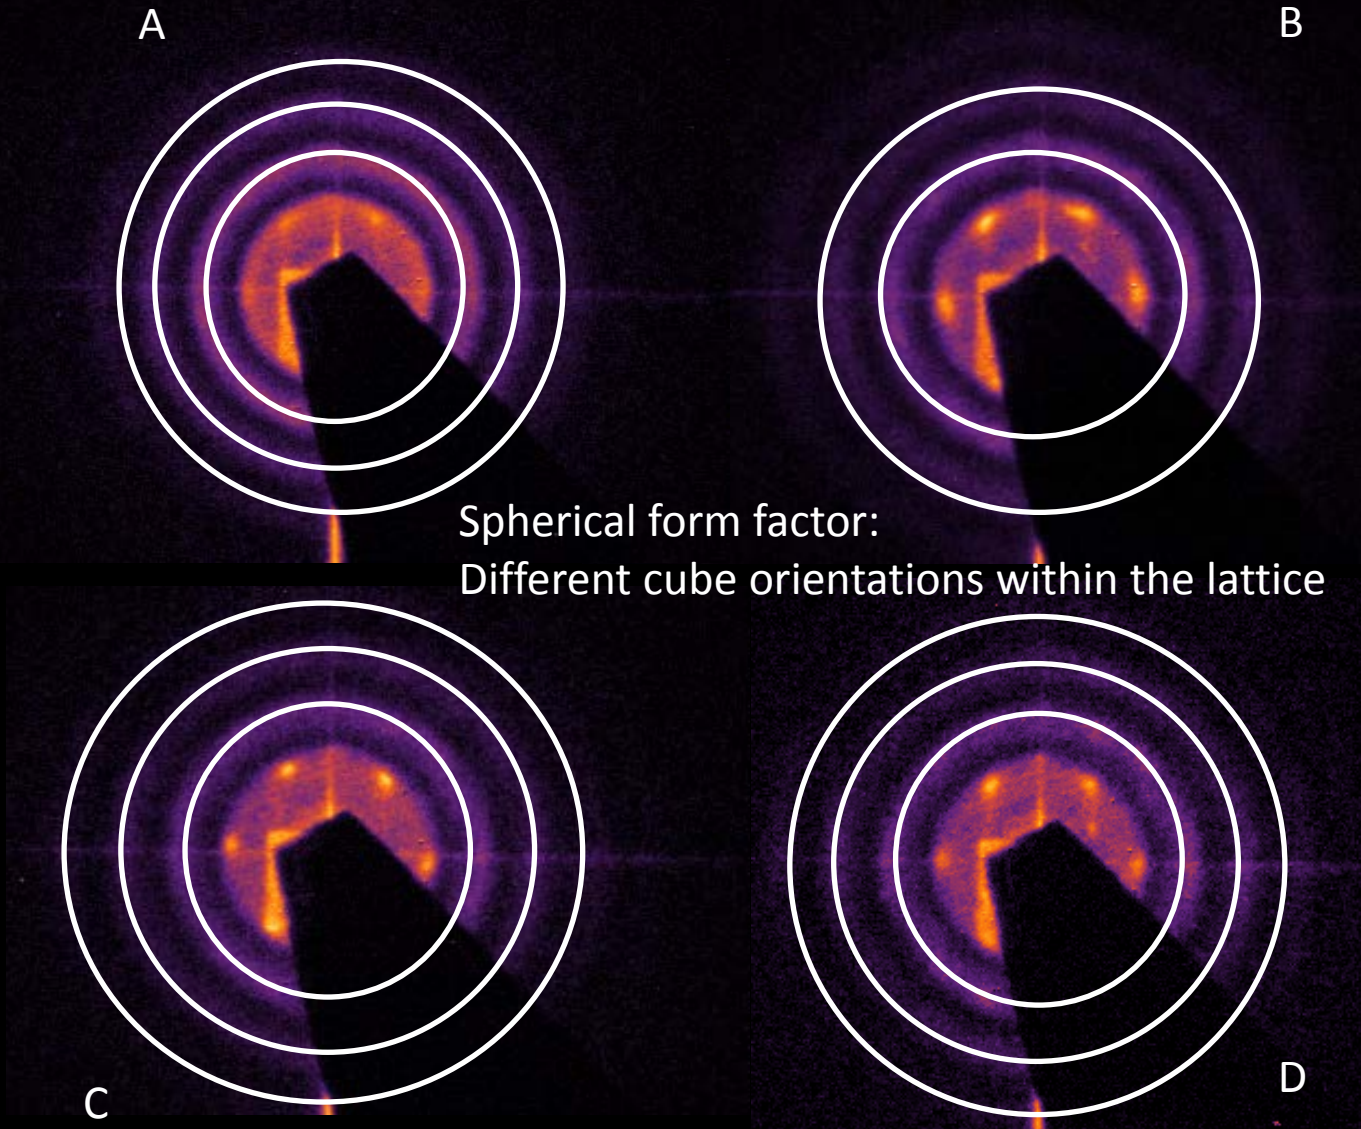 A
B
Spherical form factor:
Different cube orientations within the lattice
C
D